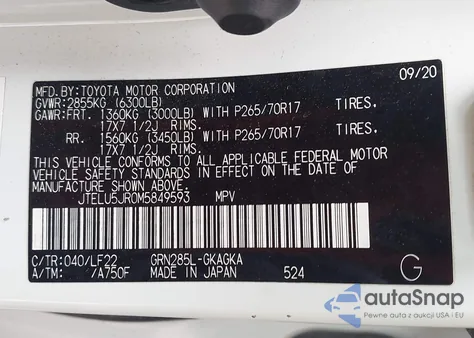 MFD. BY: TOYOTA MOTOR CORPORATION 09/20
GVWR: 2855KG (6300LB)
GAWR: FRT. 1360KG (3000LB) WITH P265/70R17 TIRES.
17X7 1/2J RIMS.
RR. 1560KG (3450LB) WITH P265/70R17 TIRES.
17X7 1/2J RIMS.
THIS VEHICLE CONFORMS TO ALL APPLICABLE FEDERAL MOTOR
VEHICLE SAFETY STANDARDS IN EFFECT ON THE DATE OF
MANUFACTURE SHOWN ABOVE.
JTELU5JR0M5849593 MPV
C/TR: 040/LF22 GRN285L-GKAGKA
A/TM: /A750F MADE IN JAPAN 524 G
autoSnap
Pewne auta z aukcji USA i EU